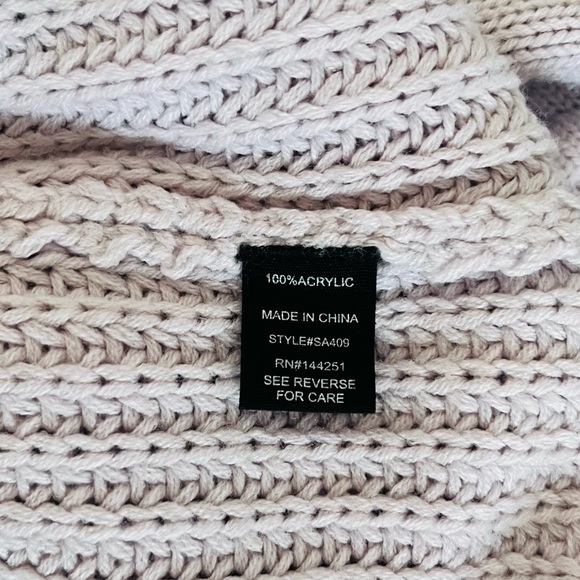 100%ACRYLIC
MADE IN CHINA
STYLE#SA409
RN#144251
SEE REVERSE
FOR CARE